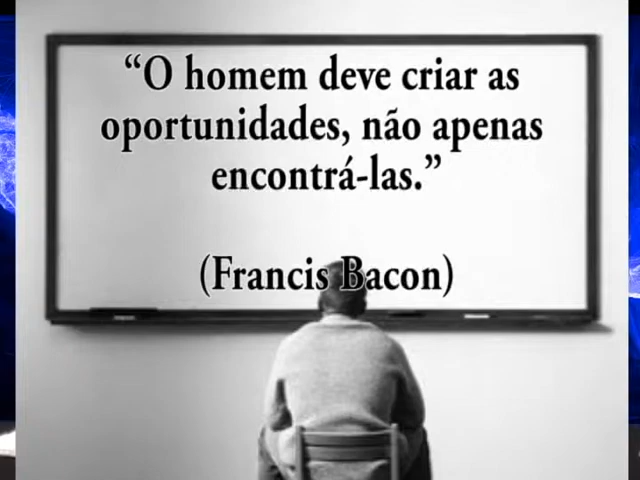 “O homem deve criar as
oportunidades, não apenas
encontrá-las.”
(Francis Bacon)